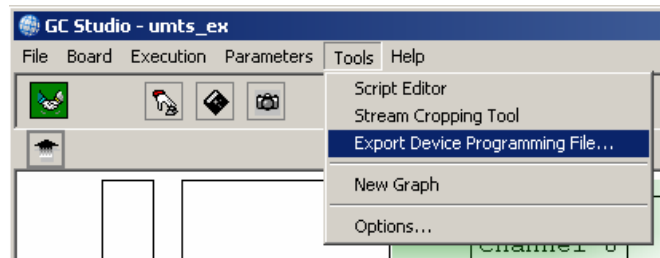 GC Studio - umts_ex
File Board Execution Parameters Tools Help
Script Editor
Stream Cropping Tool
Export Device Programming File...
New Graph
Options...
Channel